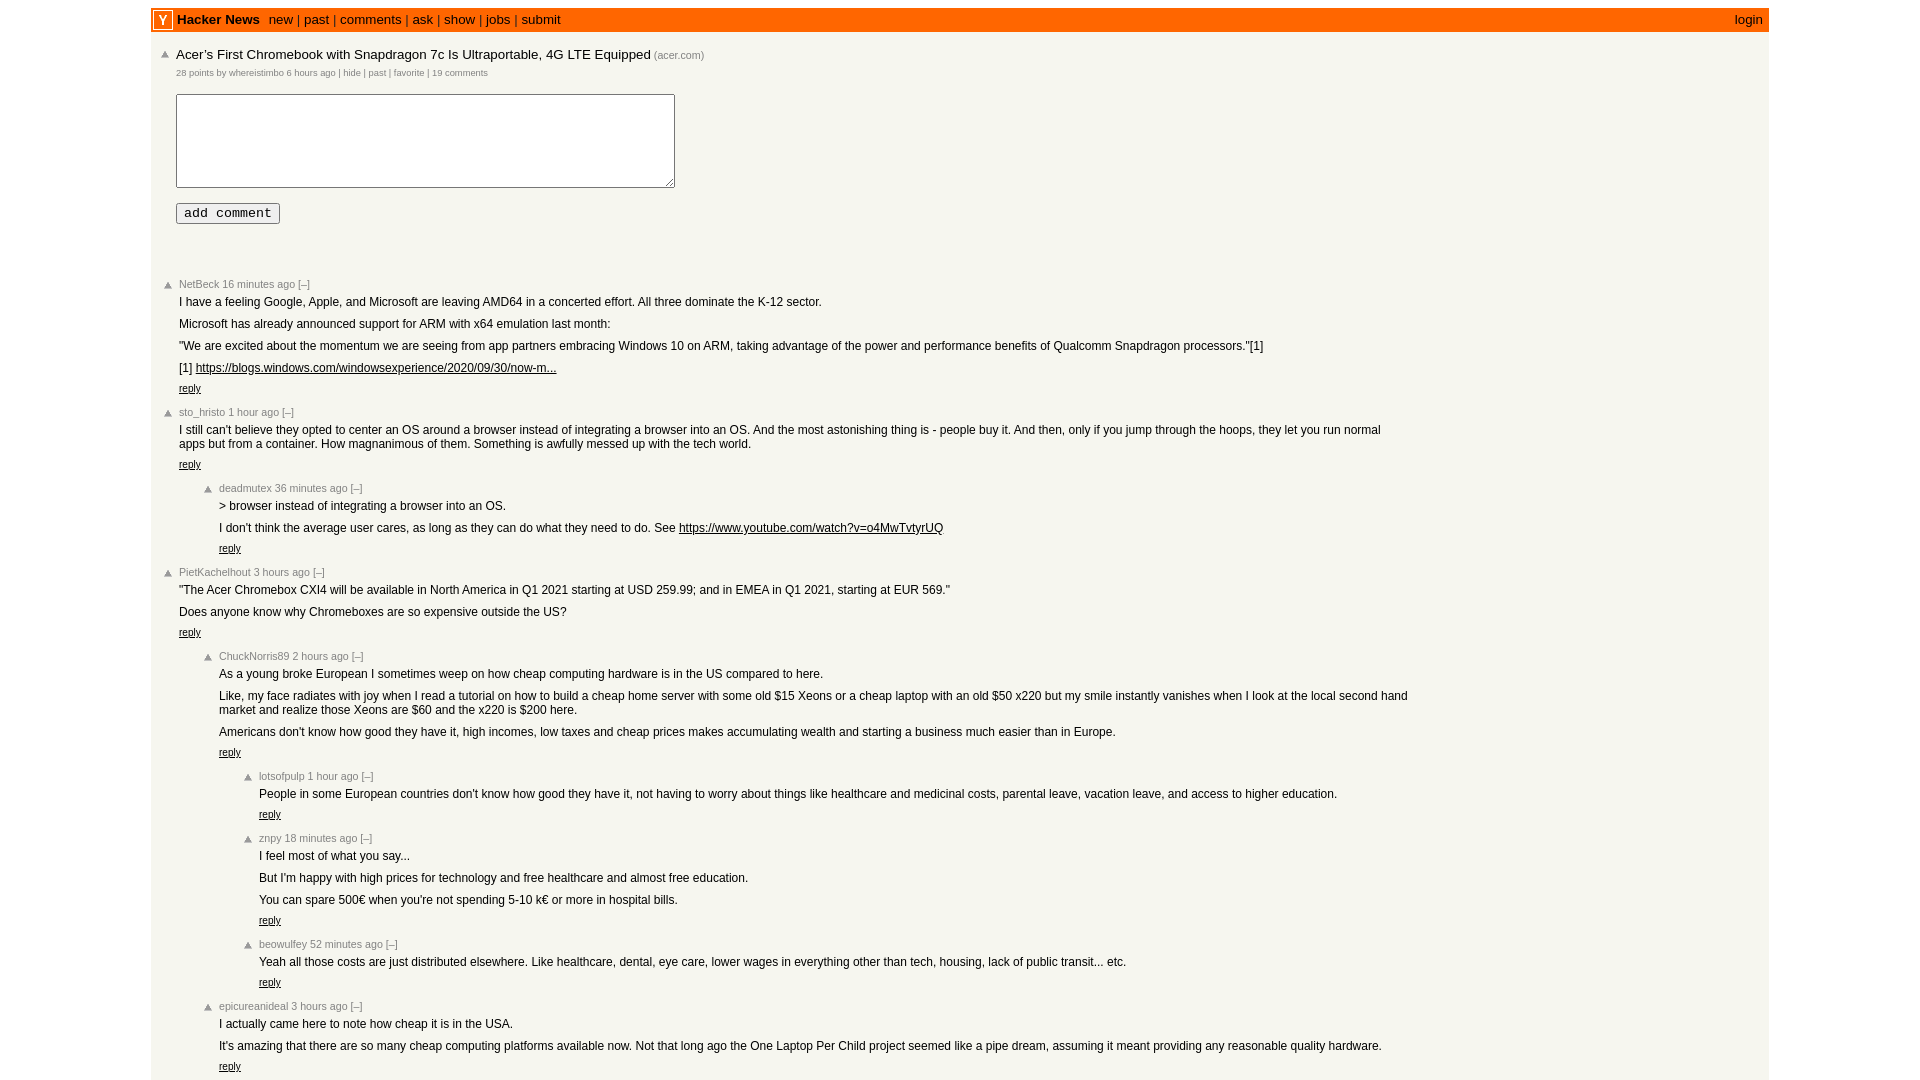 Y Hacker News new | past | comments | ask | show | jobs | submit login
Acer’s First Chromebook with Snapdragon 7c Is Ultraportable, 4G LTE Equipped (acer.com)
28 points by whereistimbo 6 hours ago | hide | past | favorite | 19 comments
add comment
NetBeck 16 minutes ago [–]
I have a feeling Google, Apple, and Microsoft are leaving AMD64 in a concerted effort. All three dominate the K-12 sector.
Microsoft has already announced support for ARM with x64 emulation last month:
"We are excited about the momentum we are seeing from app partners embracing Windows 10 on ARM, taking advantage of the power and performance benefits of Qualcomm Snapdragon processors."[1]
[1] https://blogs.windows.com/windowsexperience/2020/09/30/now-m...
reply
sto_hristo 1 hour ago [–]
I still can't believe they opted to center an OS around a browser instead of integrating a browser into an OS. And the most astonishing thing is - people buy it. And then, only if you jump through the hoops, they let you run normal
apps but from a container. How magnanimous of them. Something is awfully messed up with the tech world.
reply
deadmutex 36 minutes ago [–]
> browser instead of integrating a browser into an OS.
I don't think the average user cares, as long as they can do what they need to do. See https://www.youtube.com/watch?v=o4MwTvtyrUQ
reply
PietKachelhout 3 hours ago [–]
"The Acer Chromebox CXI4 will be available in North America in Q1 2021 starting at USD 259.99; and in EMEA in Q1 2021, starting at EUR 569."
Does anyone know why Chromeboxes are so expensive outside the US?
reply
ChuckNorris89 2 hours ago [–]
As a young broke European I sometimes weep on how cheap computing hardware is in the US compared to here.
Like, my face radiates with joy when I read a tutorial on how to build a cheap home server with some old $15 Xeons or a cheap laptop with an old $50 x220 but my smile instantly vanishes when I look at the local second hand
market and realize those Xeons are $60 and the x220 is $200 here.
Americans don't know how good they have it, high incomes, low taxes and cheap prices makes accumulating wealth and starting a business much easier than in Europe.
reply
lotsofpulp 1 hour ago [–]
People in some European countries don't know how good they have it, not having to worry about things like healthcare and medicinal costs, parental leave, vacation leave, and access to higher education.
reply
znpy 18 minutes ago [–]
I feel most of what you say...
But I'm happy with high prices for technology and free healthcare and almost free education.
You can spare 500€ when you're not spending 5-10 k€ or more in hospital bills.
reply
beowulfey 52 minutes ago [–]
Yeah all those costs are just distributed elsewhere. Like healthcare, dental, eye care, lower wages in everything other than tech, housing, lack of public transit... etc.
reply
epicureanideal 3 hours ago [–]
I actually came here to note how cheap it is in the USA.
It's amazing that there are so many cheap computing platforms available now. Not that long ago the One Laptop Per Child project seemed like a pipe dream, assuming it meant providing any reasonable quality hardware.
reply